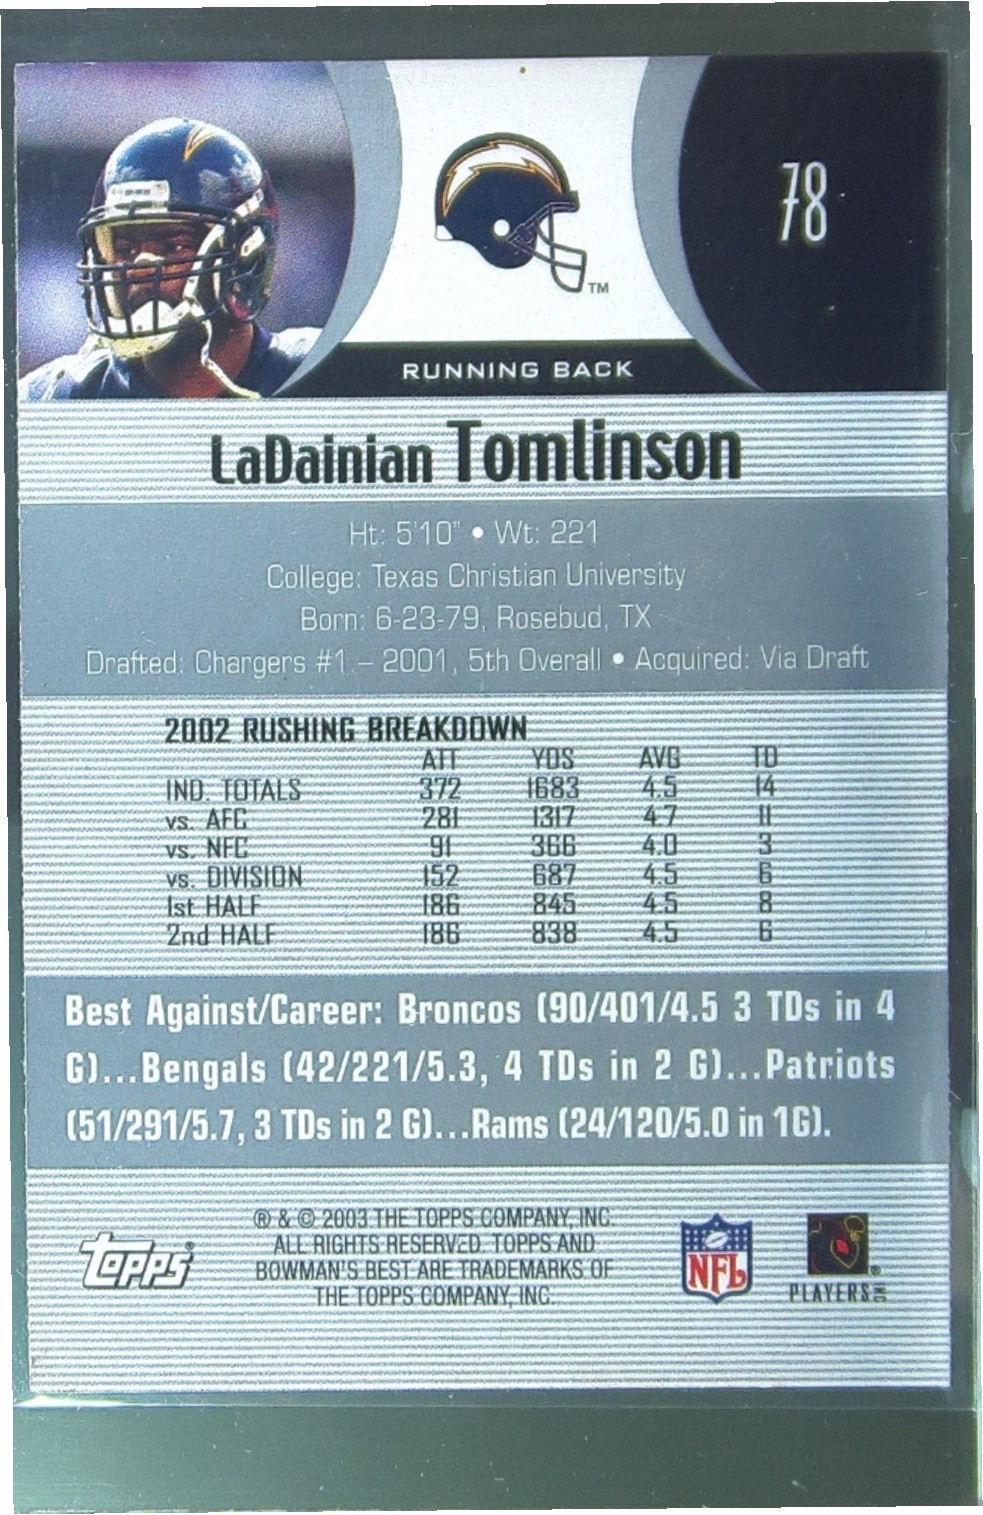 78
TM
RUNNING BACK
LaDainian Tomlinson
Ht: 5'10" • Wt: 221
College: Texas Christian University
Born: 6-23-79, Rosebud, TX
Drafted: Chargers #1 – 2001, 5th Overall • Acquired: Via Draft
2002 RUSHING BREAKDOWN
ATT YDS AVG TD
IND. TOTALS 372 1683 4.5 14
vs. AFC 281 1317 4.7 11
vs. NFC 91 366 4.0 3
vs. DIVISION 152 687 4.5 6
1st HALF 186 845 4.5 8
2nd HALF 186 838 4.5 6
Best Against/Career: Broncos (90/401/4.5 3 TDs in 4
G)...Bengals (42/221/5.3, 4 TDs in 2 G)...Patriots
(51/291/5.7, 3 TDs in 2 G)...Rams (24/120/5.0 in 1G).
topps®
® & © 2003 THE TOPPS COMPANY, INC.
ALL RIGHTS RESERVED. TOPPS AND
BOWMAN'S BEST ARE TRADEMARKS OF
THE TOPPS COMPANY, INC.
NFL
®
PLAYERS INC